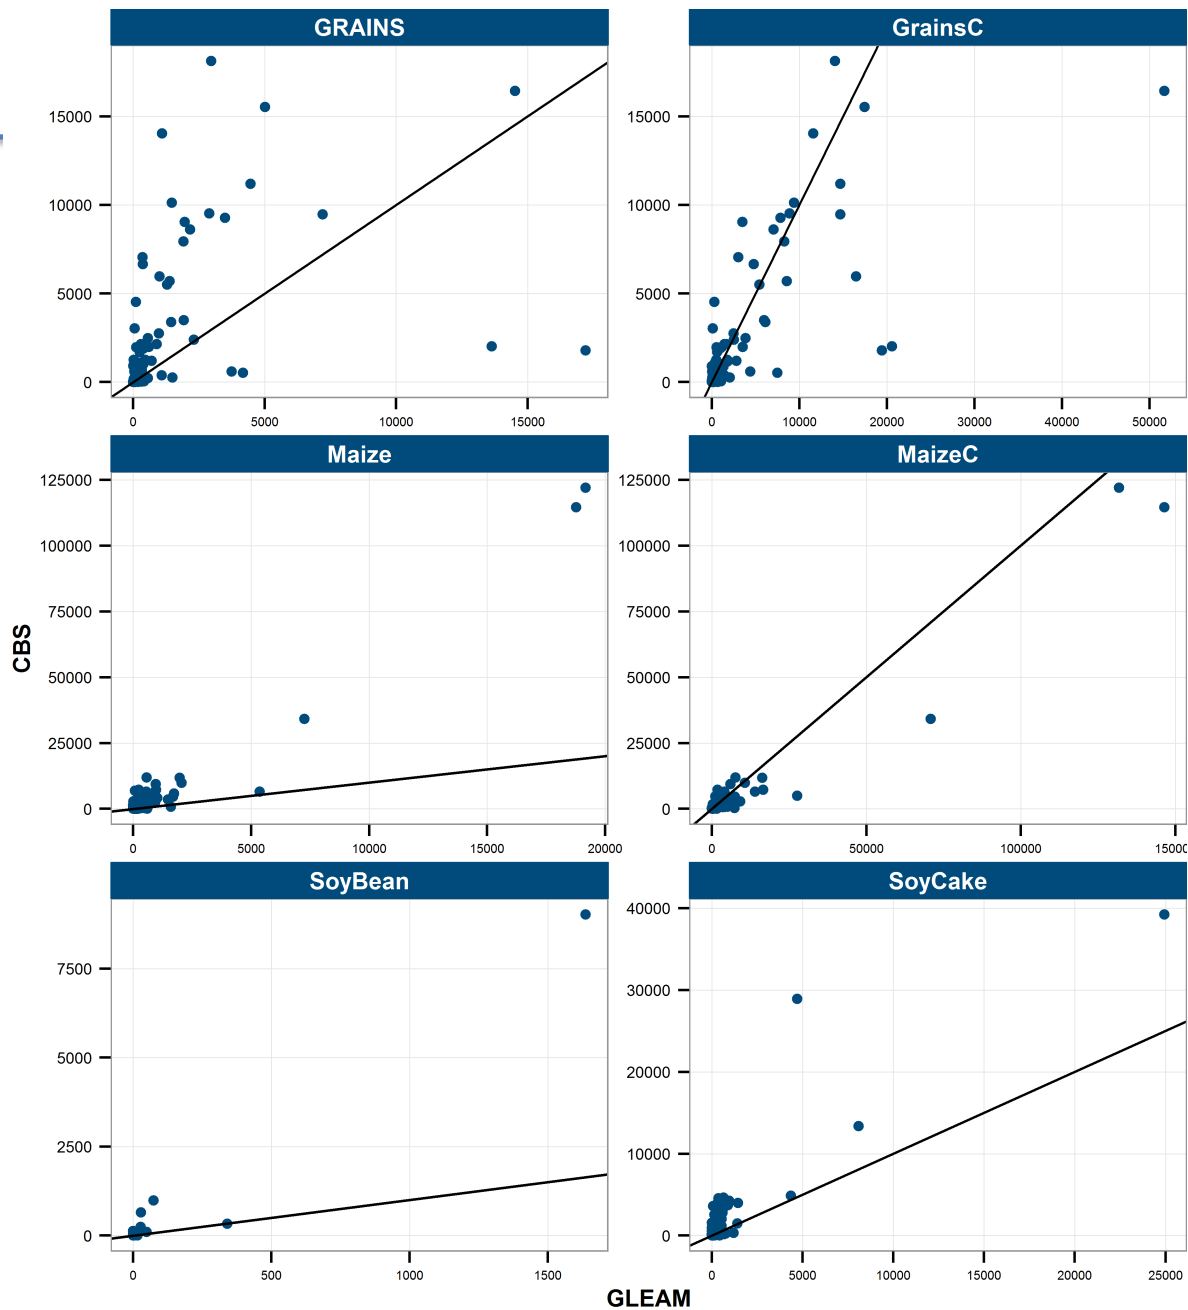 GRAINS GrainsC
15000 15000
10000 10000
5000 5000
0 0
0 5000 10000 15000 0 10000 20000 30000 40000 50000
Maize MaizeC
125000 125000
100000 100000
75000 75000
50000 50000
25000 25000
0 0
0 5000 10000 15000 20000 0 50000 100000 15000
CBS
SoyBean SoyCake
7500 40000
5000 30000
2500 20000
0 10000
0
0 500 1000 1500 0 5000 10000 15000 20000 25000
GLEAM